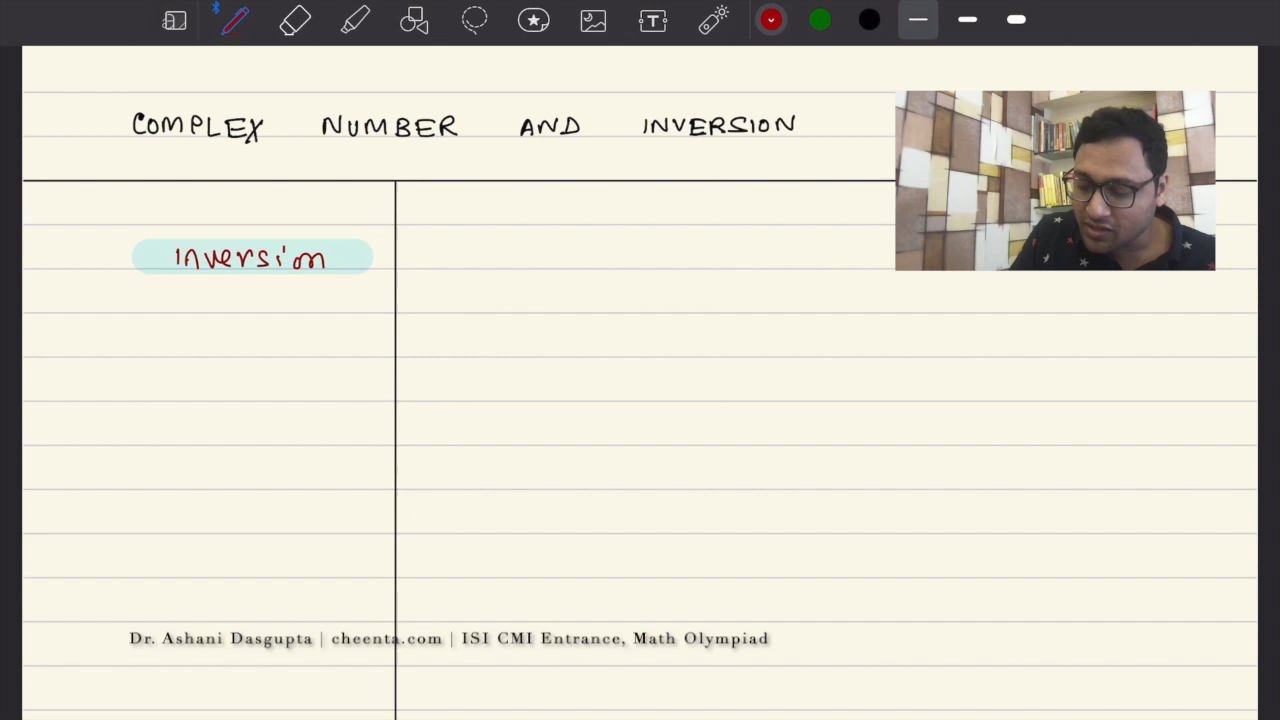 COMPLEX NUMBER AND INVERSION
Inversion
Dr. Ashani Dasgupta | cheenta.com | ISI CMI Entrance, Math Olympiad